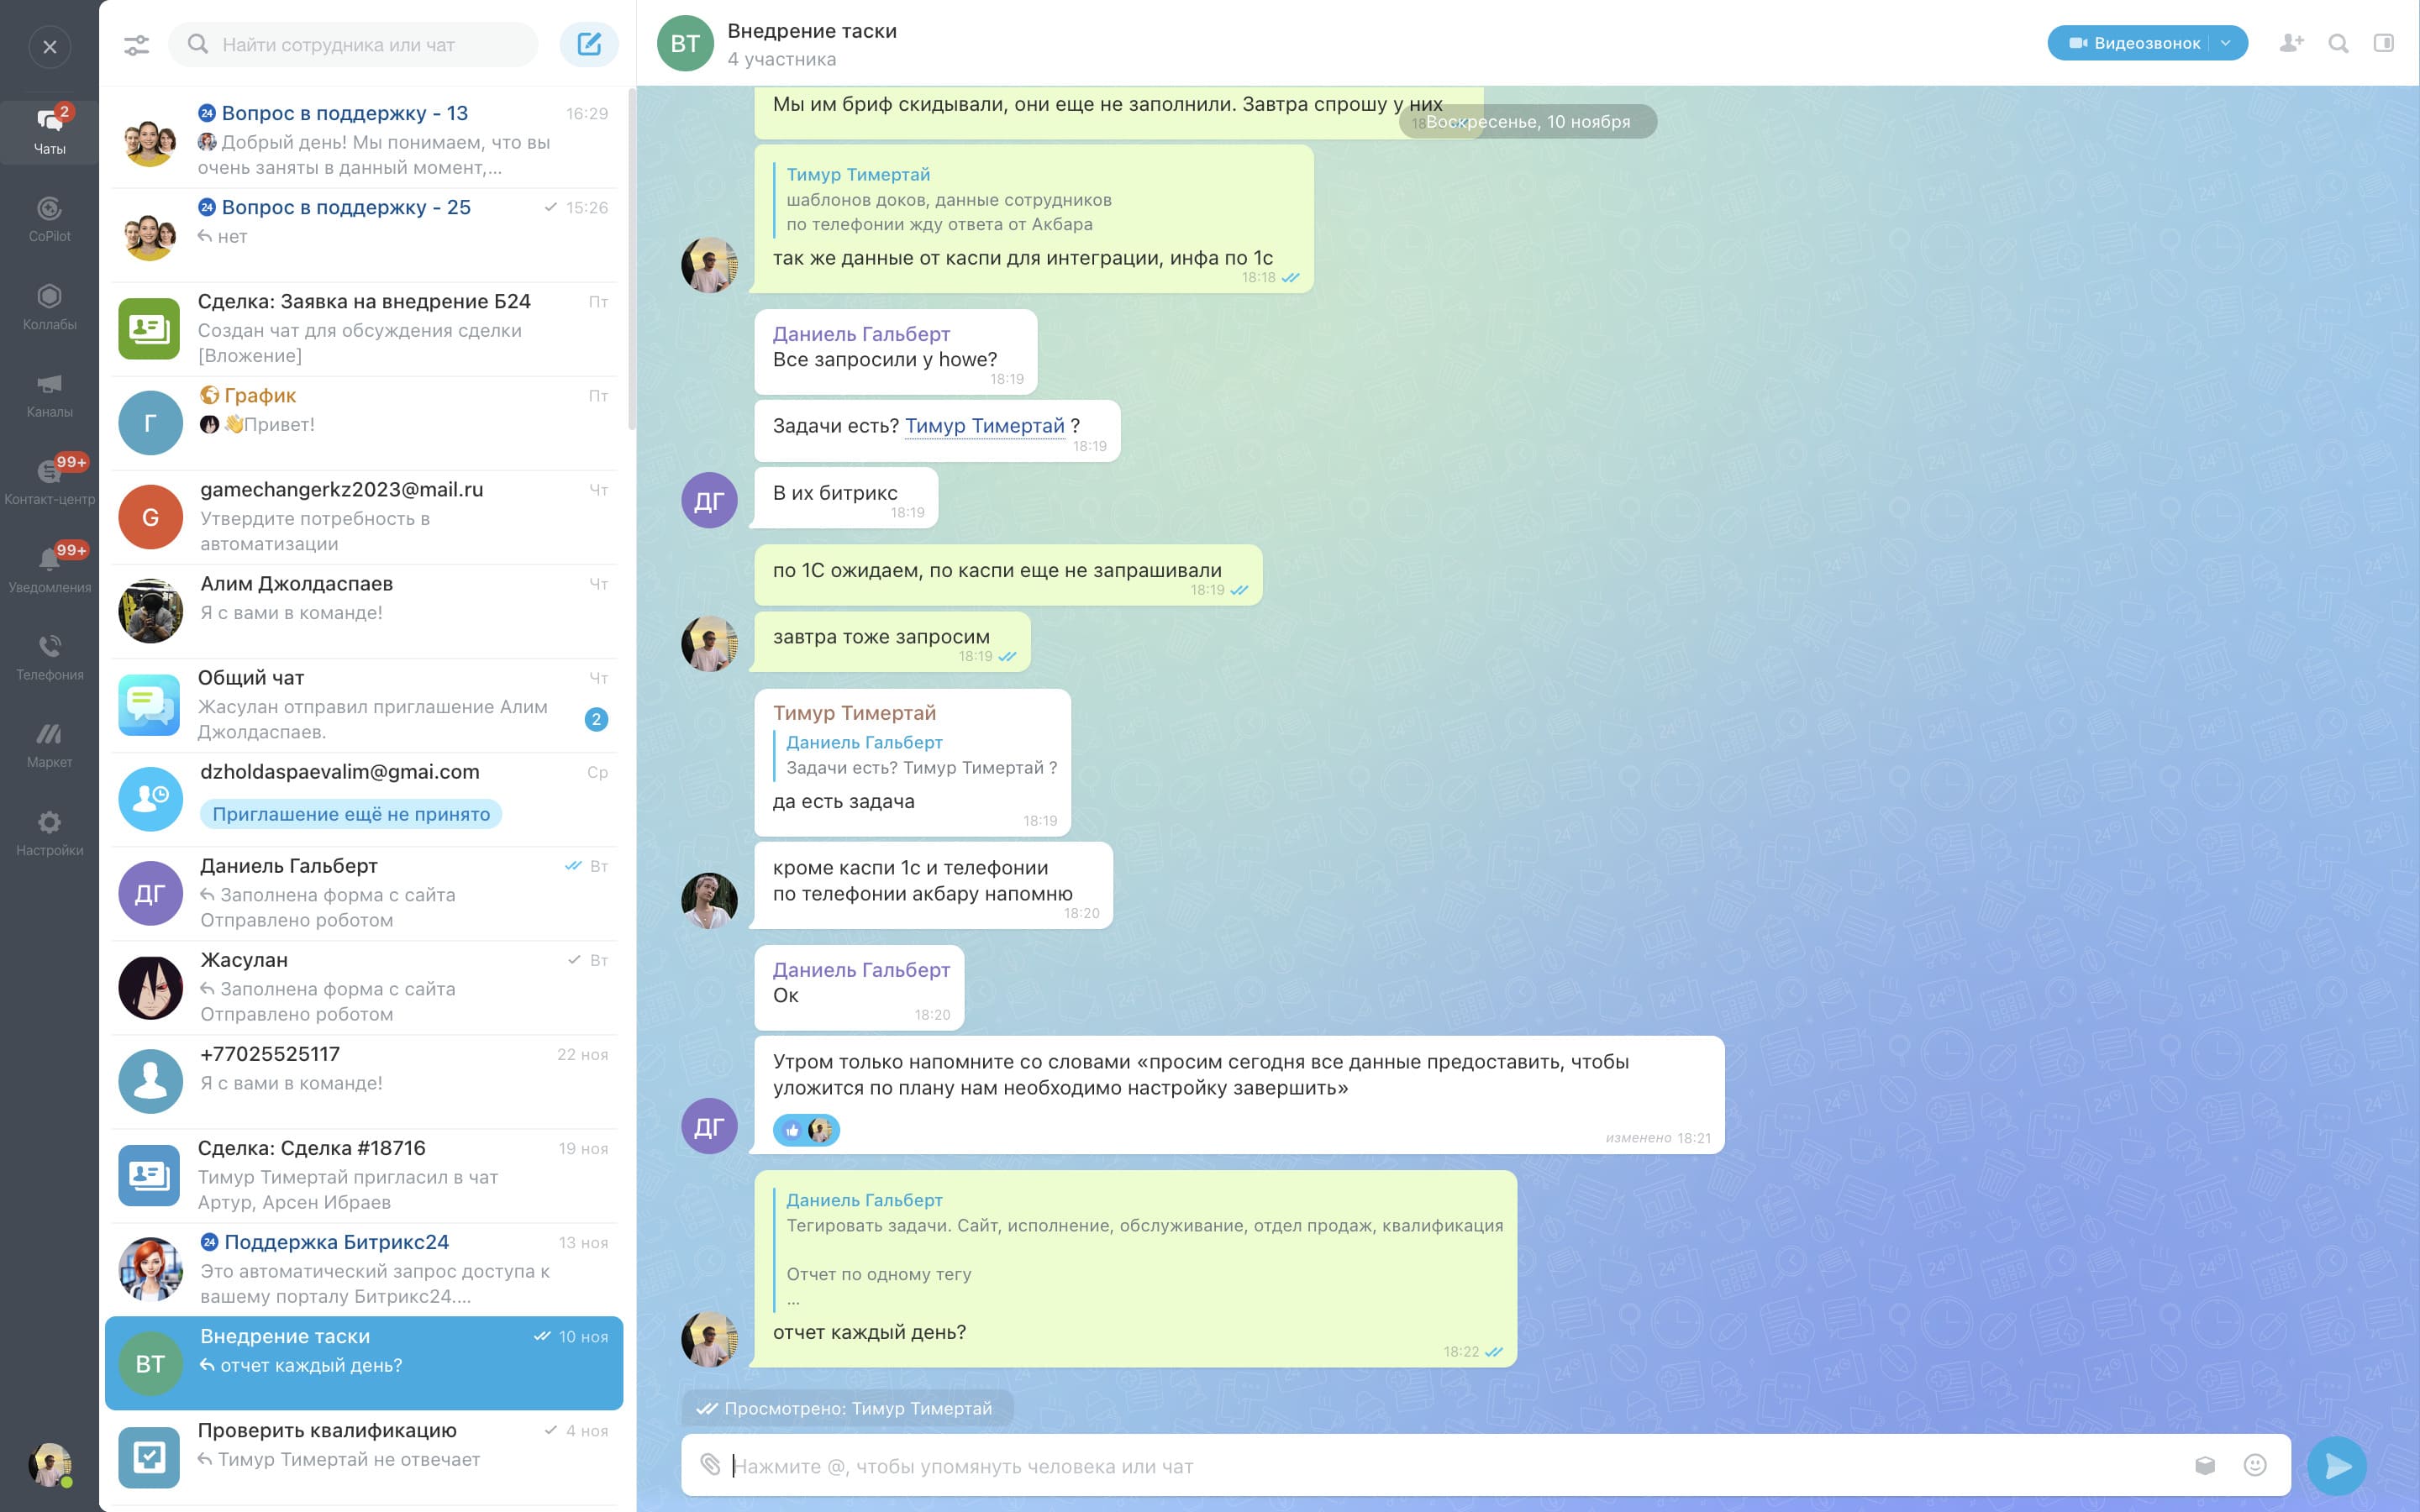 Чаты
2
CoPilot
Коллабы
Каналы
99+
Контакт-центр
99+
Уведомления
Телефония
Маркет
Настройки
Найти сотрудника или чат
24 Вопрос в поддержку - 13
16:29
Добрый день! Мы понимаем, что вы
очень заняты в данный момент,...
24 Вопрос в поддержку - 25
15:26
нет
Сделка: Заявка на внедрение Б24
Пт
Создан чат для обсуждения сделки
[Вложение]
Г
График
Пт
👋Привет!
G
gamechangerkz2023@mail.ru
Чт
Утвердите потребность в
автоматизации
Алим Джолдаспаев
Чт
Я с вами в команде!
Общий чат
Чт
Жасулан отправил приглашение Алим
Джолдаспаев.
2
dzholdaspaevalim@gmai.com
Ср
Приглашение ещё не принято
ДГ
Даниель Гальберт
Вт
Заполнена форма с сайта
Отправлено роботом
Жасулан
Вт
Заполнена форма с сайта
Отправлено роботом
+77025525117
22 ноя
Я с вами в команде!
Сделка: Сделка #18716
19 ноя
Тимур Тимертай пригласил в чат
Артур, Арсен Ибраев
24 Поддержка Битрикс24
13 ноя
Это автоматический запрос доступа к
вашему порталу Битрикс24....
ВТ
Внедрение таски
10 ноя
отчет каждый день?
Проверить квалификацию
4 ноя
Тимур Тимертай не отвечает
ВТ
Внедрение таски
4 участника
Видеозвонок
Мы им бриф скидывали, они еще не заполнили. Завтра спрошу у них
Воскресенье, 10 ноября
Тимур Тимертай
шаблонов доков, данные сотрудников
по телефонии жду ответа от Акбара
так же данные от каспи для интеграции, инфа по 1с
18:18
Даниель Гальберт
Все запросили у howe?
18:19
Задачи есть? Тимур Тимертай ?
18:19
ДГ
В их битрикс
18:19
по 1С ожидаем, по каспи еще не запрашивали
18:19
завтра тоже запросим
18:19
Тимур Тимертай
Даниель Гальберт
Задачи есть? Тимур Тимертай ?
да есть задача
18:19
кроме каспи 1с и телефонии
по телефонии акбару напомню
18:20
Даниель Гальберт
Ок
18:20
Утром только напомните со словами «просим сегодня все данные предоставить, чтобы
уложится по плану нам необходимо настройку завершить»
ДГ
изменено 18:21
Даниель Гальберт
Тегировать задачи. Сайт, исполнение, обслуживание, отдел продаж, квалификация
Отчет по одному тегу
...
отчет каждый день?
18:22
Просмотрено: Тимур Тимертай
Нажмите @, чтобы упомянуть человека или чат